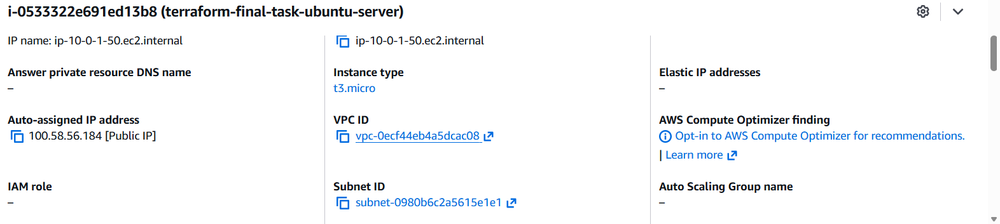 i-0533322e691ed13b8 (terraform-final-task-ubuntu-server)
IP name: ip-10-0-1-50.ec2.internal
ip-10-0-1-50.ec2.internal
Answer private resource DNS name
–
Instance type
t3.micro
Elastic IP addresses
–
Auto-assigned IP address
100.58.56.184 [Public IP]
VPC ID
vpc-0ecf44eb4a5dcac08
AWS Compute Optimizer finding
Opt-in to AWS Compute Optimizer for recommendations.
| Learn more
IAM role
–
Subnet ID
subnet-0980b6c2a5615e1e1
Auto Scaling Group name
–